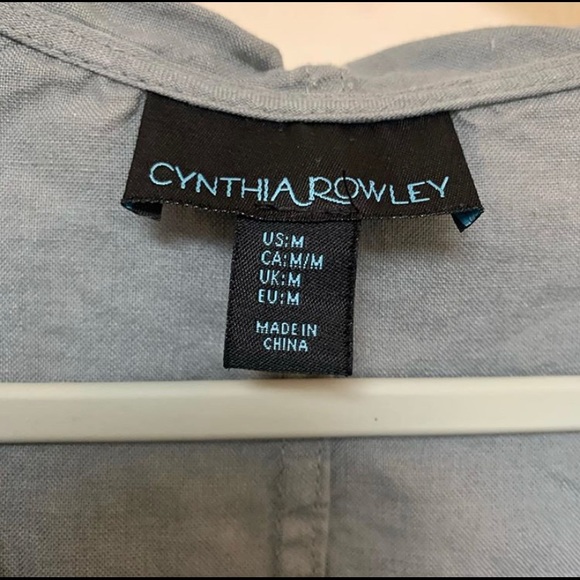 CYNTHIA ROWLEY
US:M
CA:M/M
UK:M
EU:M
MADE IN
CHINA